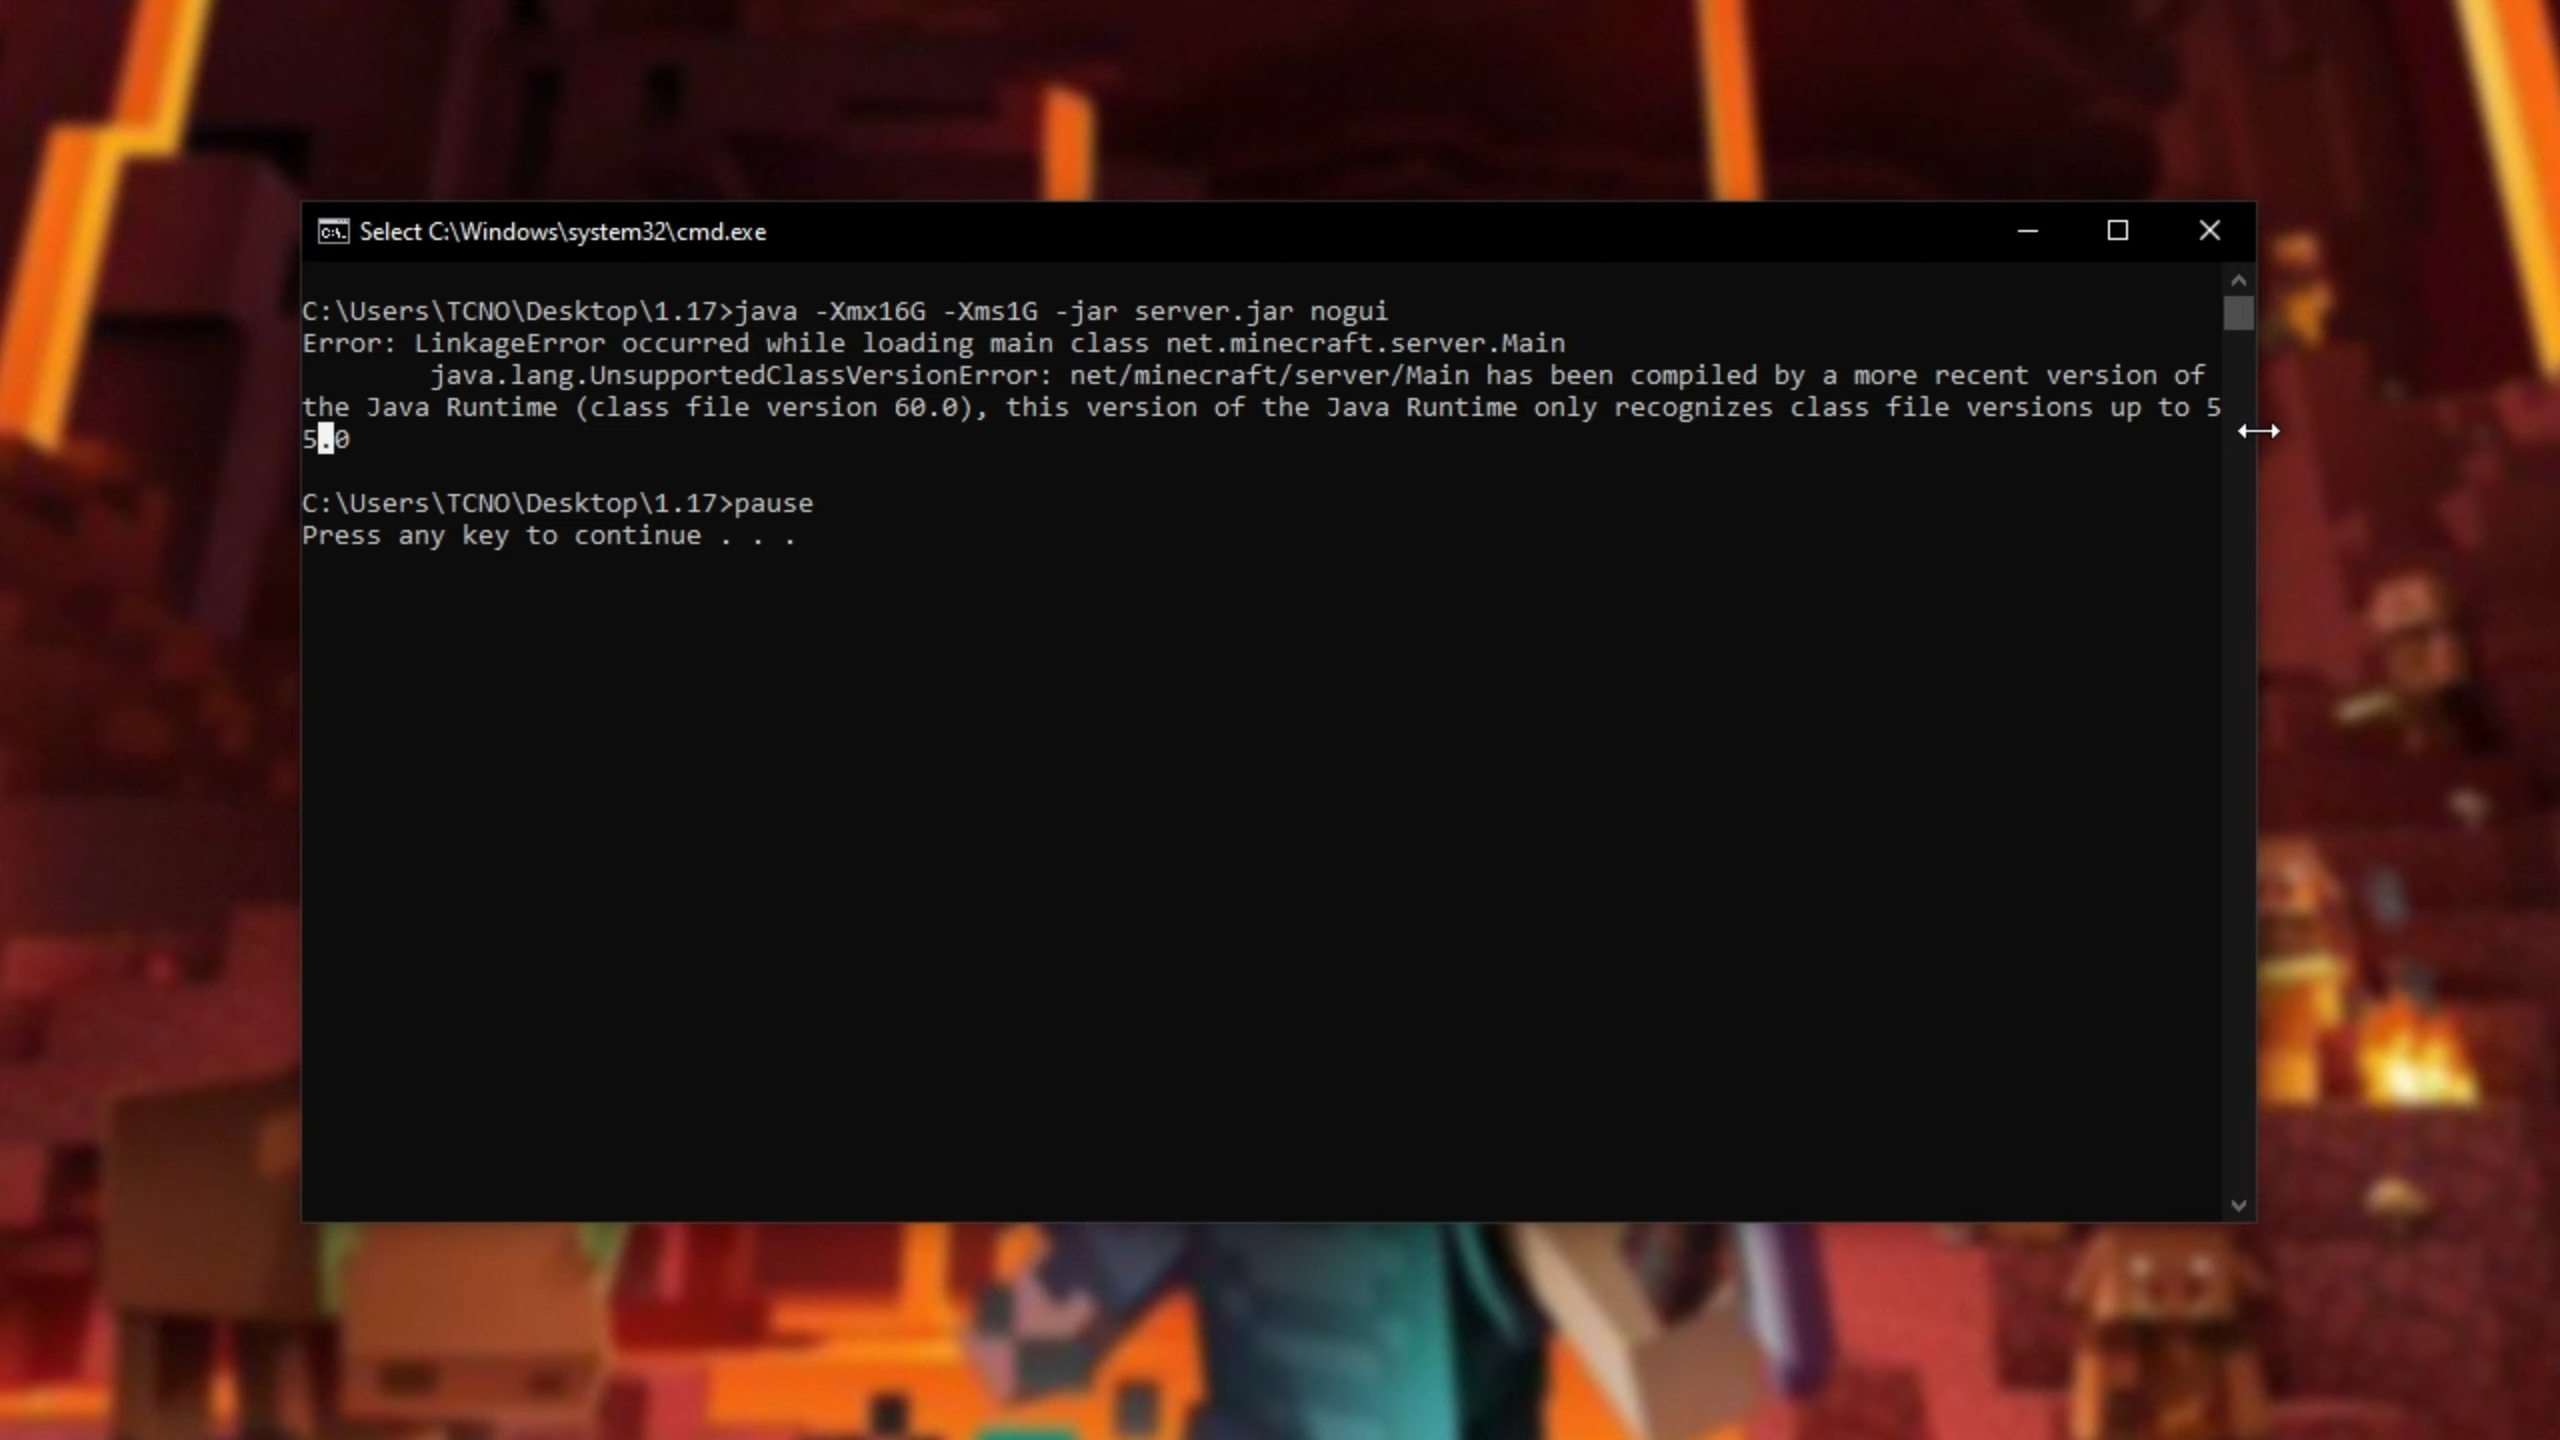 Select C:\Windows\system32\cmd.exe
C:\Users\TCNO\Desktop\1.17>java -Xmx16G -Xms1G -jar server.jar nogui
Error: LinkageError occurred while loading main class net.minecraft.server.Main
java.lang.UnsupportedClassVersionError: net/minecraft/server/Main has been compiled by a more recent version of
the Java Runtime (class file version 60.0), this version of the Java Runtime only recognizes class file versions up to 5
5.0
C:\Users\TCNO\Desktop\1.17>pause
Press any key to continue . . .